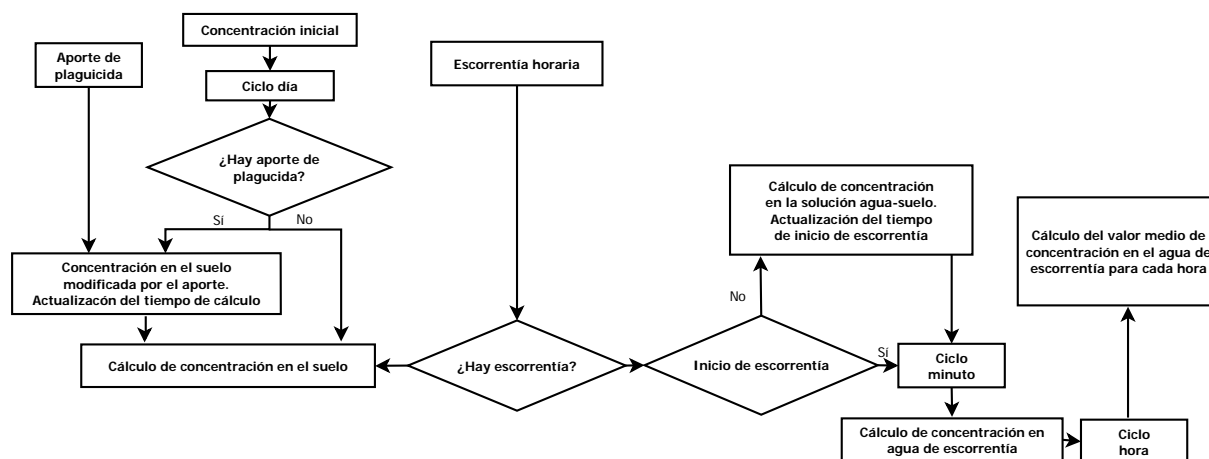 Concentración inicial
Aporte de
plaguicida
Ciclo día
Escorrentía horaria
¿Hay aporte de
plagucida?
Sí
No
Concentración en el suelo
modificada por el aporte.
Actualizacón del tiempo de cálculo
Cálculo de concentración en el suelo
¿Hay escorrentía?
Inicio de escorrentía
No
Sí
Cálculo de concentración
en la solución agua-suelo.
Actualización del tiempo
de inicio de escorrentía
Ciclo
minuto
Cálculo de concentración en
agua de escorrentía
Ciclo
hora
Cálculo del valor medio de
concentración en el agua de
escorrentía para cada hora